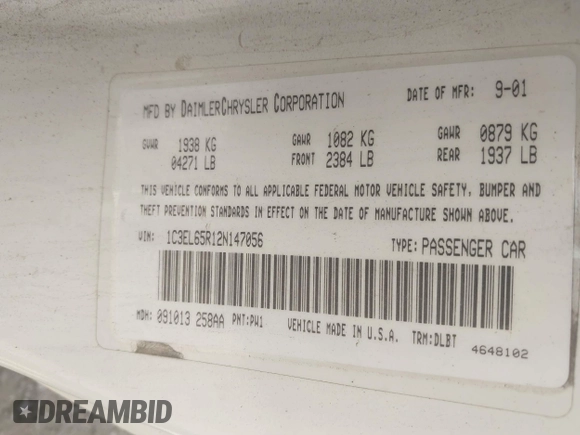 MFD BY DAIMLERCHRYSLER CORPORATION DATE OF MFR: 9-01
GVWR 1938 KG GAWR 1082 KG GAWR 0879 KG
04271 LB FRONT 2384 LB REAR 1937 LB
THIS VEHICLE CONFORMS TO ALL APPLICABLE FEDERAL MOTOR VEHICLE SAFETY, BUMPER AND
THEFT PREVENTION STANDARDS IN EFFECT ON THE DATE OF MANUFACTURE SHOWN ABOVE.
VIN: 1C3EL65R12N147056 TYPE: PASSENGER CAR
MDH: 091013 258AA PNT: PW1 VEHICLE MADE IN U.S.A. TRM:DLBT
4648102
DREAMBID